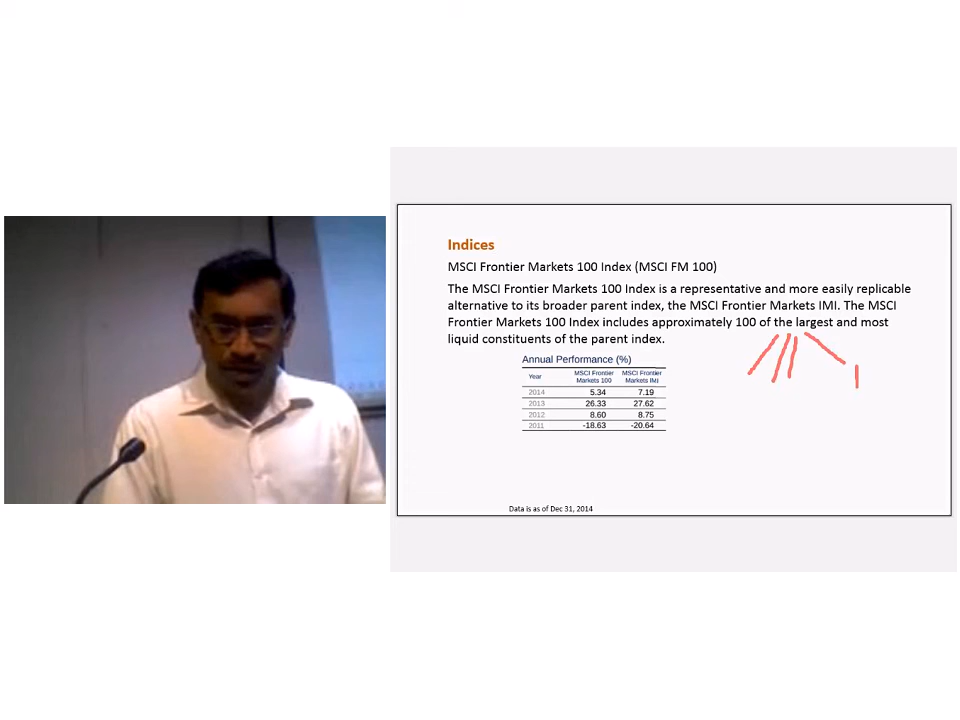 Indices
MSCI Frontier Markets 100 Index (MSCI FM 100)
The MSCI Frontier Markets 100 Index is a representative and more easily replicable
alternative to its broader parent index, the MSCI Frontier Markets IMI. The MSCI
Frontier Markets 100 Index includes approximately 100 of the largest and most
liquid constituents of the parent index.
Annual Performance (%)
Year MSCI Frontier Markets 100 MSCI Frontier Markets IMI
2014 5.34 7.19
2013 26.33 27.62
2012 8.60 8.75
2011 -18.63 -20.64
Data is as of Dec 31, 2014